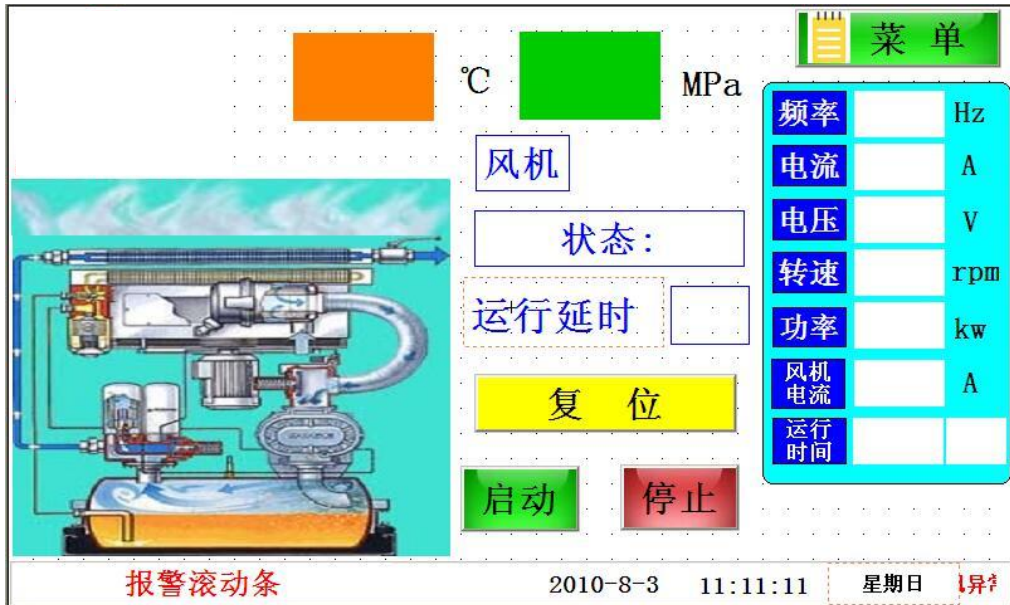 菜 单
℃
MPa
频率
Hz
电流
A
风机
电压
V
状态:
转速
rpm
运行延时
功率
kw
风机
电流
A
复 位
运行
时间
启动
停止
报警滚动条
2010-8-3
11:11:11
星期日
异常